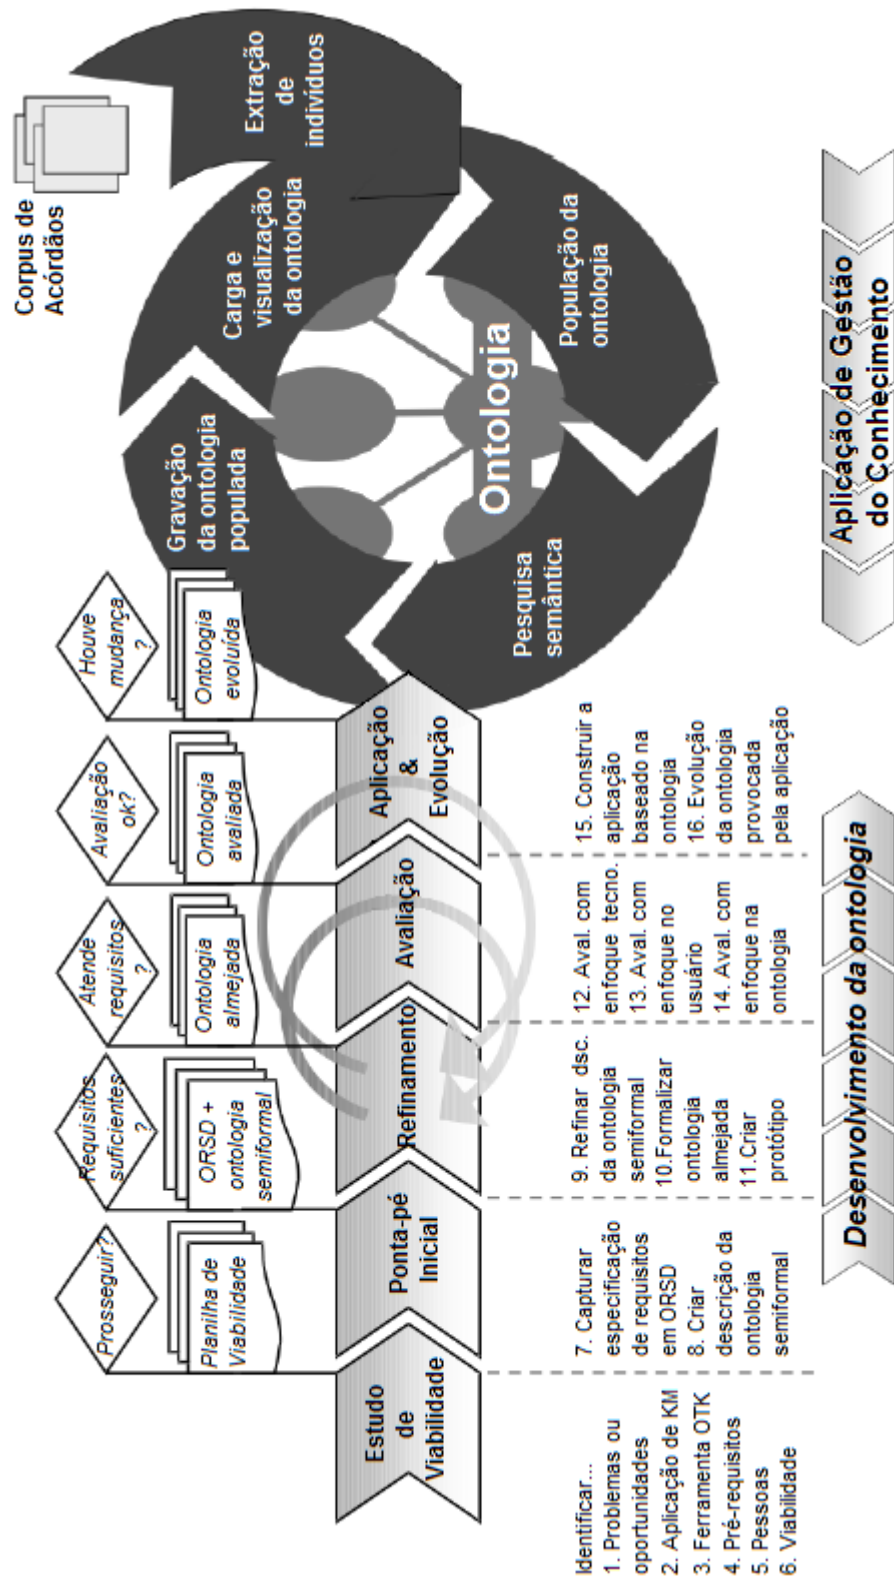 Prosseguir?
Requisitos
suficientes
?
Atende
requisitos
?
Avaliação
ok?
Houve
mudança
?
Planilha de
Viabilidade
ORSD +
ontologia
semiformal
Ontologia
almejada
Ontologia
avaliada
Ontologia
evoluída
Estudo
de
Viabilidade
Ponta-pé
Inicial
Refinamento
Avaliação
Aplicação
&
Evolução
Identificar...
1. Problemas ou
oportunidades
2. Aplicação de KM
3. Ferramenta OTK
4. Pré-requisitos
5. Pessoas
6. Viabilidade
7. Capturar
especificação
de requisitos
em ORSD
8. Criar
descrição da
ontologia
semiformal
9. Refinar dsc.
da ontologia
semiformal
10.Formalizar
ontologia
almejada
11.Criar
protótipo
12. Aval. com
enfoque tecno.
13. Aval. com
enfoque no
usuário
14. Aval. com
enfoque na
ontologia
15. Construir a
aplicação
baseado na
ontologia
16. Evolução
da ontologia
provocada
pela aplicação
Desenvolvimento da ontologia
Corpus de
Acórdãos
Extração
de
indivíduos
Carga e
visualização
da ontologia
Gravação
da ontologia
populada
Ontologia
População da
ontologia
Pesquisa
semântica
Aplicação de Gestão
do Conhecimento